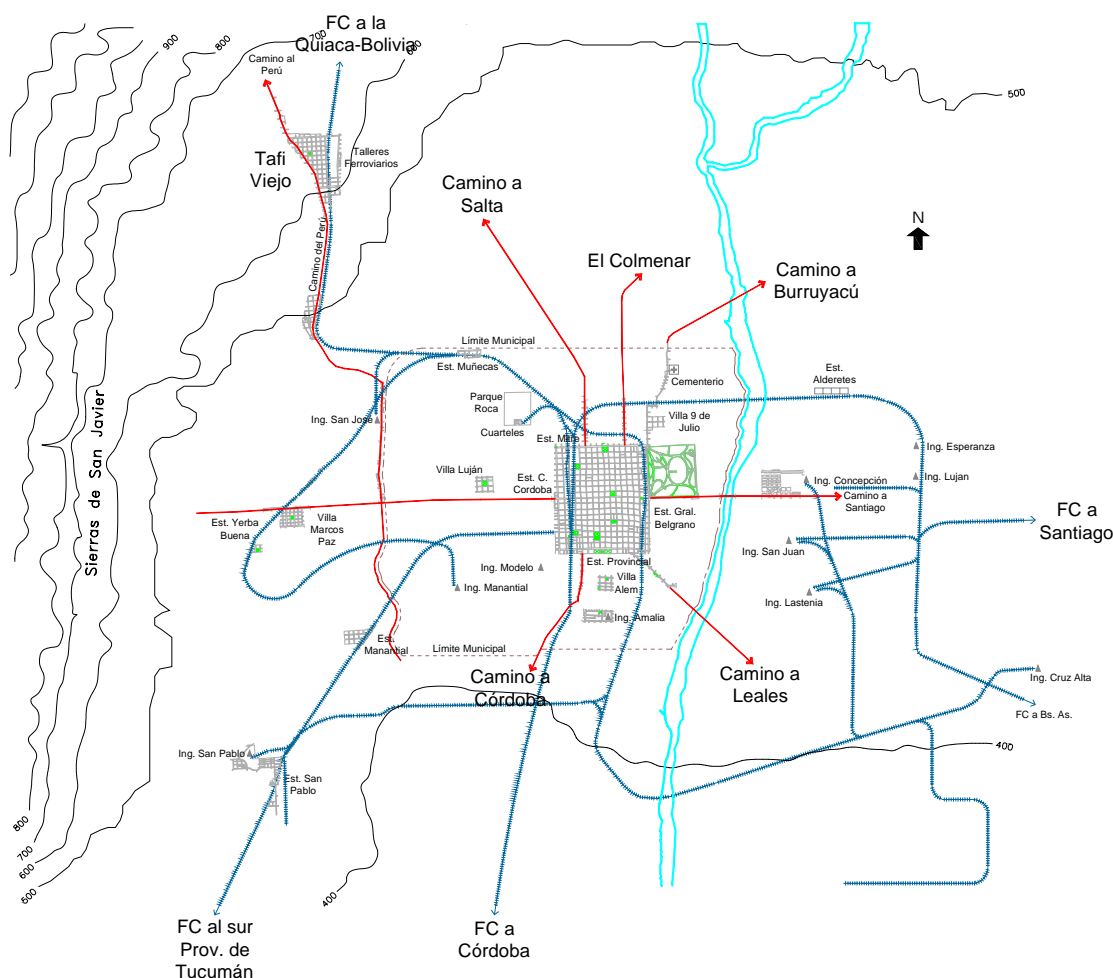 FC a la
Quiaca-Bolivia
700
600
800
900
Camino al
Perú
500
Talleres
Ferroviarios
Tafi
Viejo
Camino a
Salta
N
Camino del Perú
El Colmenar
Camino a
Burruyacú
Límite Municipal
Est. Muñecas
Est.
Alderetes
Cementerio
Parque
Roca
Ing. San José
Cuarteles
Villa 9 de
Julio
Est. Mitre
Ing. Esperanza
Sierras de San Javier
Villa Luján
Est. C.
Cordoba
Ing. Concepción
Ing. Lujan
Camino a
Santiago
Est. Gral.
Belgrano
FC a
Santiago
Est. Yerba
Buena
Villa
Marcos
Paz
Ing. San Juan
Est. Provincial
Ing. Modelo
Villa
Alem
Ing. Manantial
Ing. Lastenia
Ing. Amalia
Est.
Manantial
Límite Municipal
Camino a
Córdoba
Camino a
Leales
Ing. Cruz Alta
FC a Bs. As.
400
Ing. San Pablo
Est. San
Pablo
800
700
600
500
400
FC al sur
Prov. de
Tucumán
FC a
Córdoba